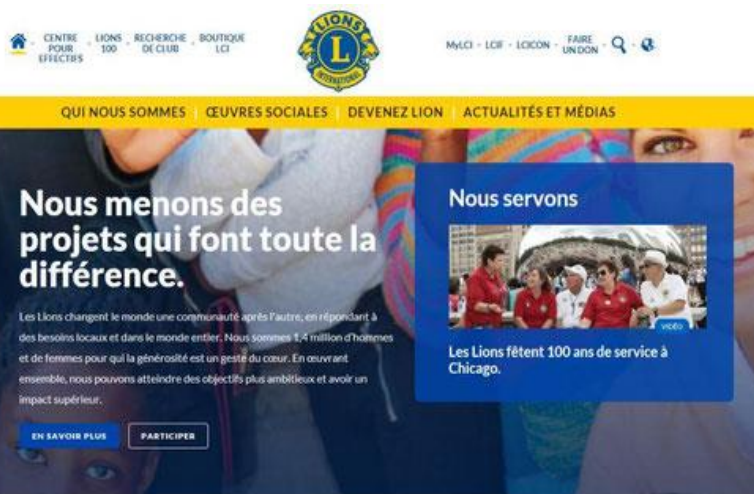 CENTRE POUR EFFECTIFS
LIONS 100
RECHERCHE DE CLUB
BOUTIQUE LCI
LIONS
L
INTERNATIONAL
MyLCI - LCIF - LCICON - FAIRE UN DON
QUI NOUS SOMMES | ŒUVRES SOCIALES | DEVENEZ LION | ACTUALITÉS ET MÉDIAS
Nous menons des
projets qui font toute la
différence.
Les Lions changent le monde une communauté après l'autre, en répondant à
des besoins locaux et dans le monde entier. Nous sommes 1,4 million d'hommes
et de femmes pour qui la générosité est un geste du cœur. En œuvrant
ensemble, nous pouvons atteindre des objectifs plus ambitieux et avoir un
impact supérieur.
EN SAVOIR PLUS
PARTICIPER
Nous servons
VIDÉO
Les Lions fêtent 100 ans de service à
Chicago.